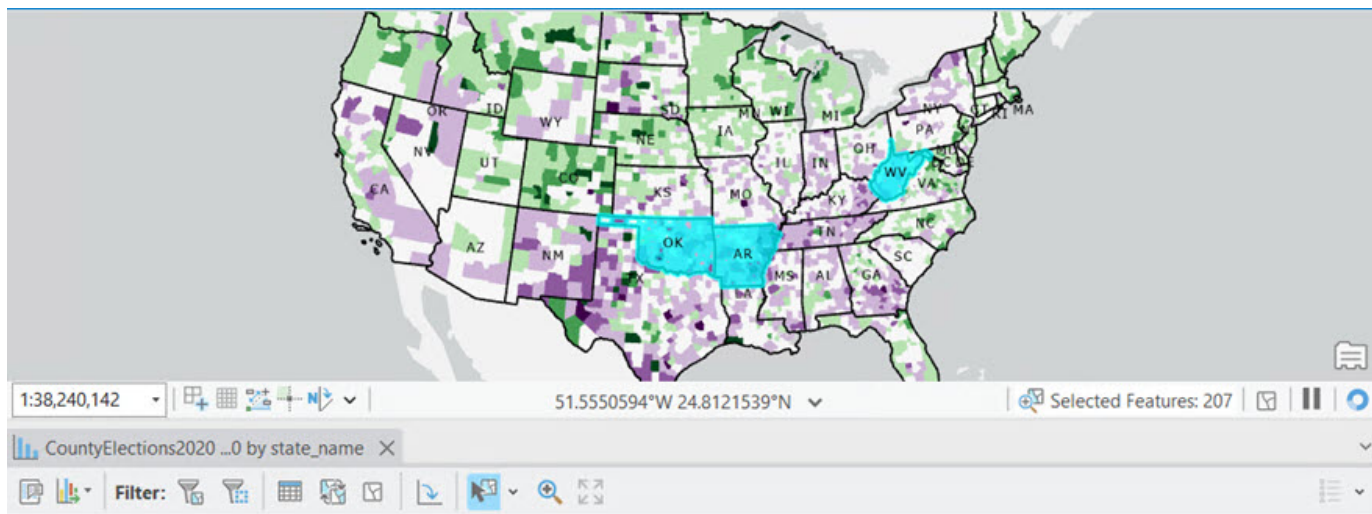 OR
ID
WY
SD
MN
WI
MI
NY
CT
RI
MA
NV
UT
CO
NE
IA
IL
IN
OH
PA
WV
VA
CA
AZ
NM
KS
OK
MO
AR
KY
TN
NC
SC
TX
LA
MS
AL
GA
1:38,240,142
51.5550594°W 24.8121539°N
Selected Features: 207
CountyElections2020 ...0 by state_name
Filter: